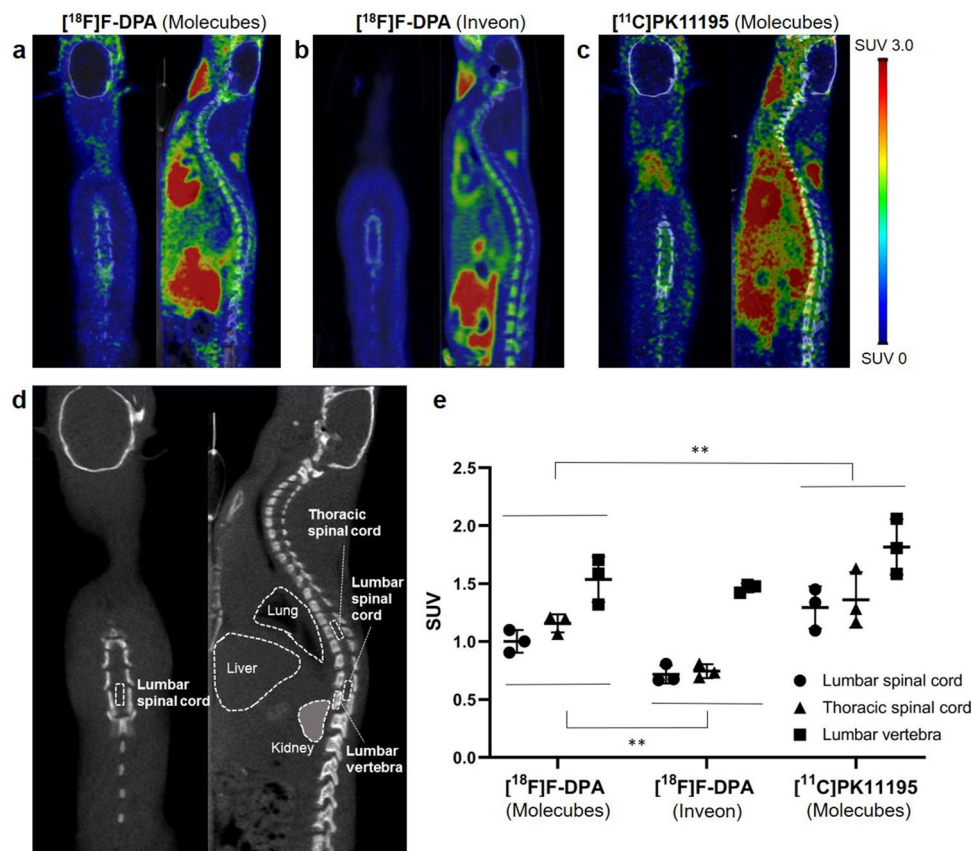 [¹⁸F]F-DPA (Molecubes)
[¹⁸F]F-DPA (Inveon)
[¹¹C]PK11195 (Molecubes)
a
b
c
SUV 3.0
SUV 0
d
Thoracic
spinal cord
Lumbar
spinal
cord
Lung
Liver
Lumbar
spinal cord
Kidney
Lumbar
vertebra
e
**
2.5
2.0
1.5
1.0
0.5
0.0
SUV
**
Lumbar spinal cord
Thoracic spinal cord
Lumbar vertebra
[¹⁸F]F-DPA
(Molecubes)
[¹⁸F]F-DPA
(Inveon)
[¹¹C]PK11195
(Molecubes)